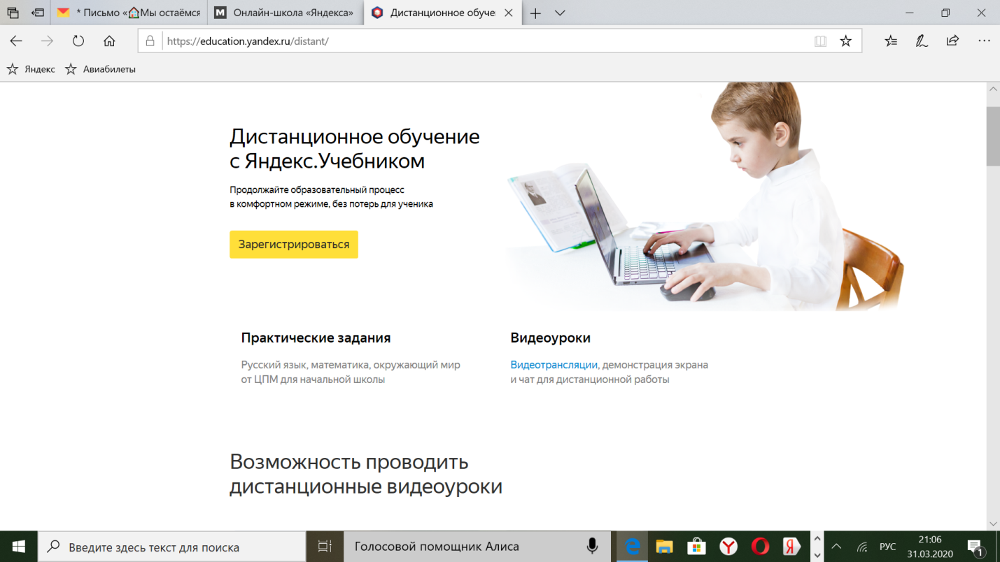 * Письмо «🏠Мы остаёмся
Онлайн-школа «Яндекса»
Дистанционное обуче
https://education.yandex.ru/distant/
Яндекс
Авиабилеты
Дистанционное обучение
с Яндекс.Учебником
Продолжайте образовательный процесс
в комфортном режиме, без потерь для ученика
Зарегистрироваться
Практические задания
Русский язык, математика, окружающий мир
от ЦПМ для начальной школы
Видеоуроки
Видеотрансляции, демонстрация экрана
и чат для дистанционной работы
Возможность проводить
дистанционные видеоуроки
Введите здесь текст для поиска
Голосовой помощник Алиса
РУС
21:06
31.03.2020
1